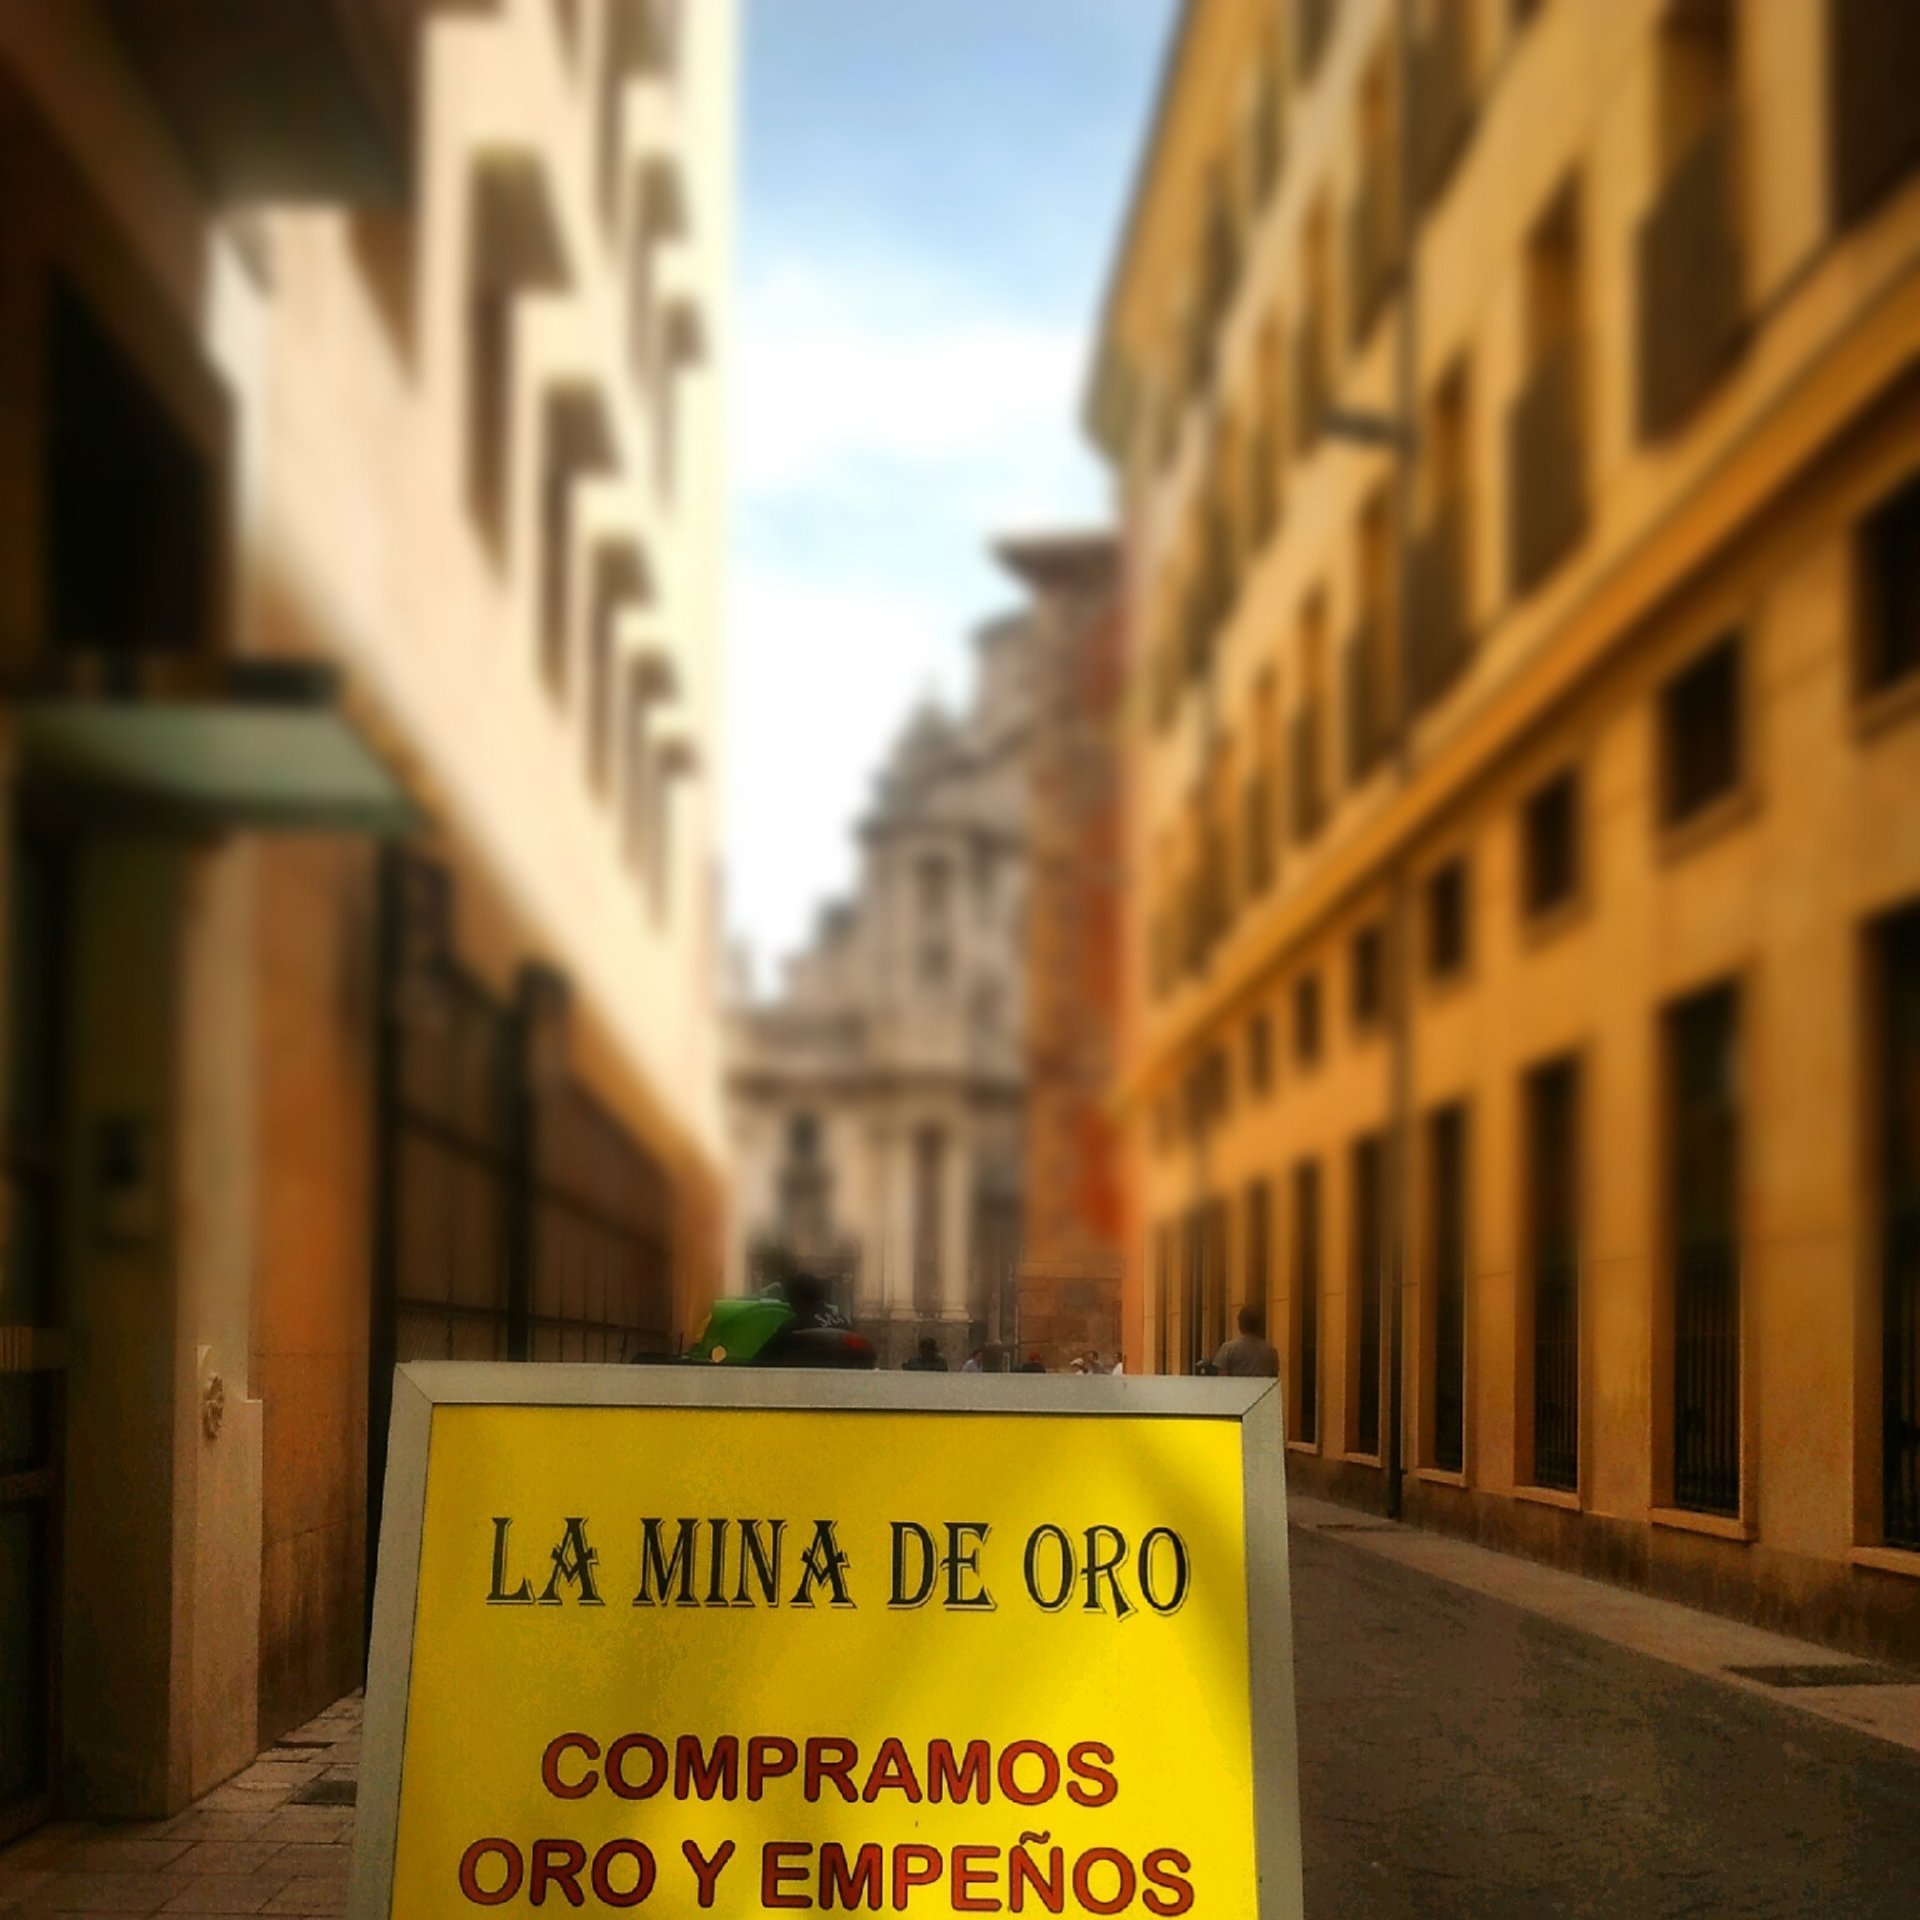 LA MINA DE ORO
COMPRAMOS
ORO Y EMPEÑOS